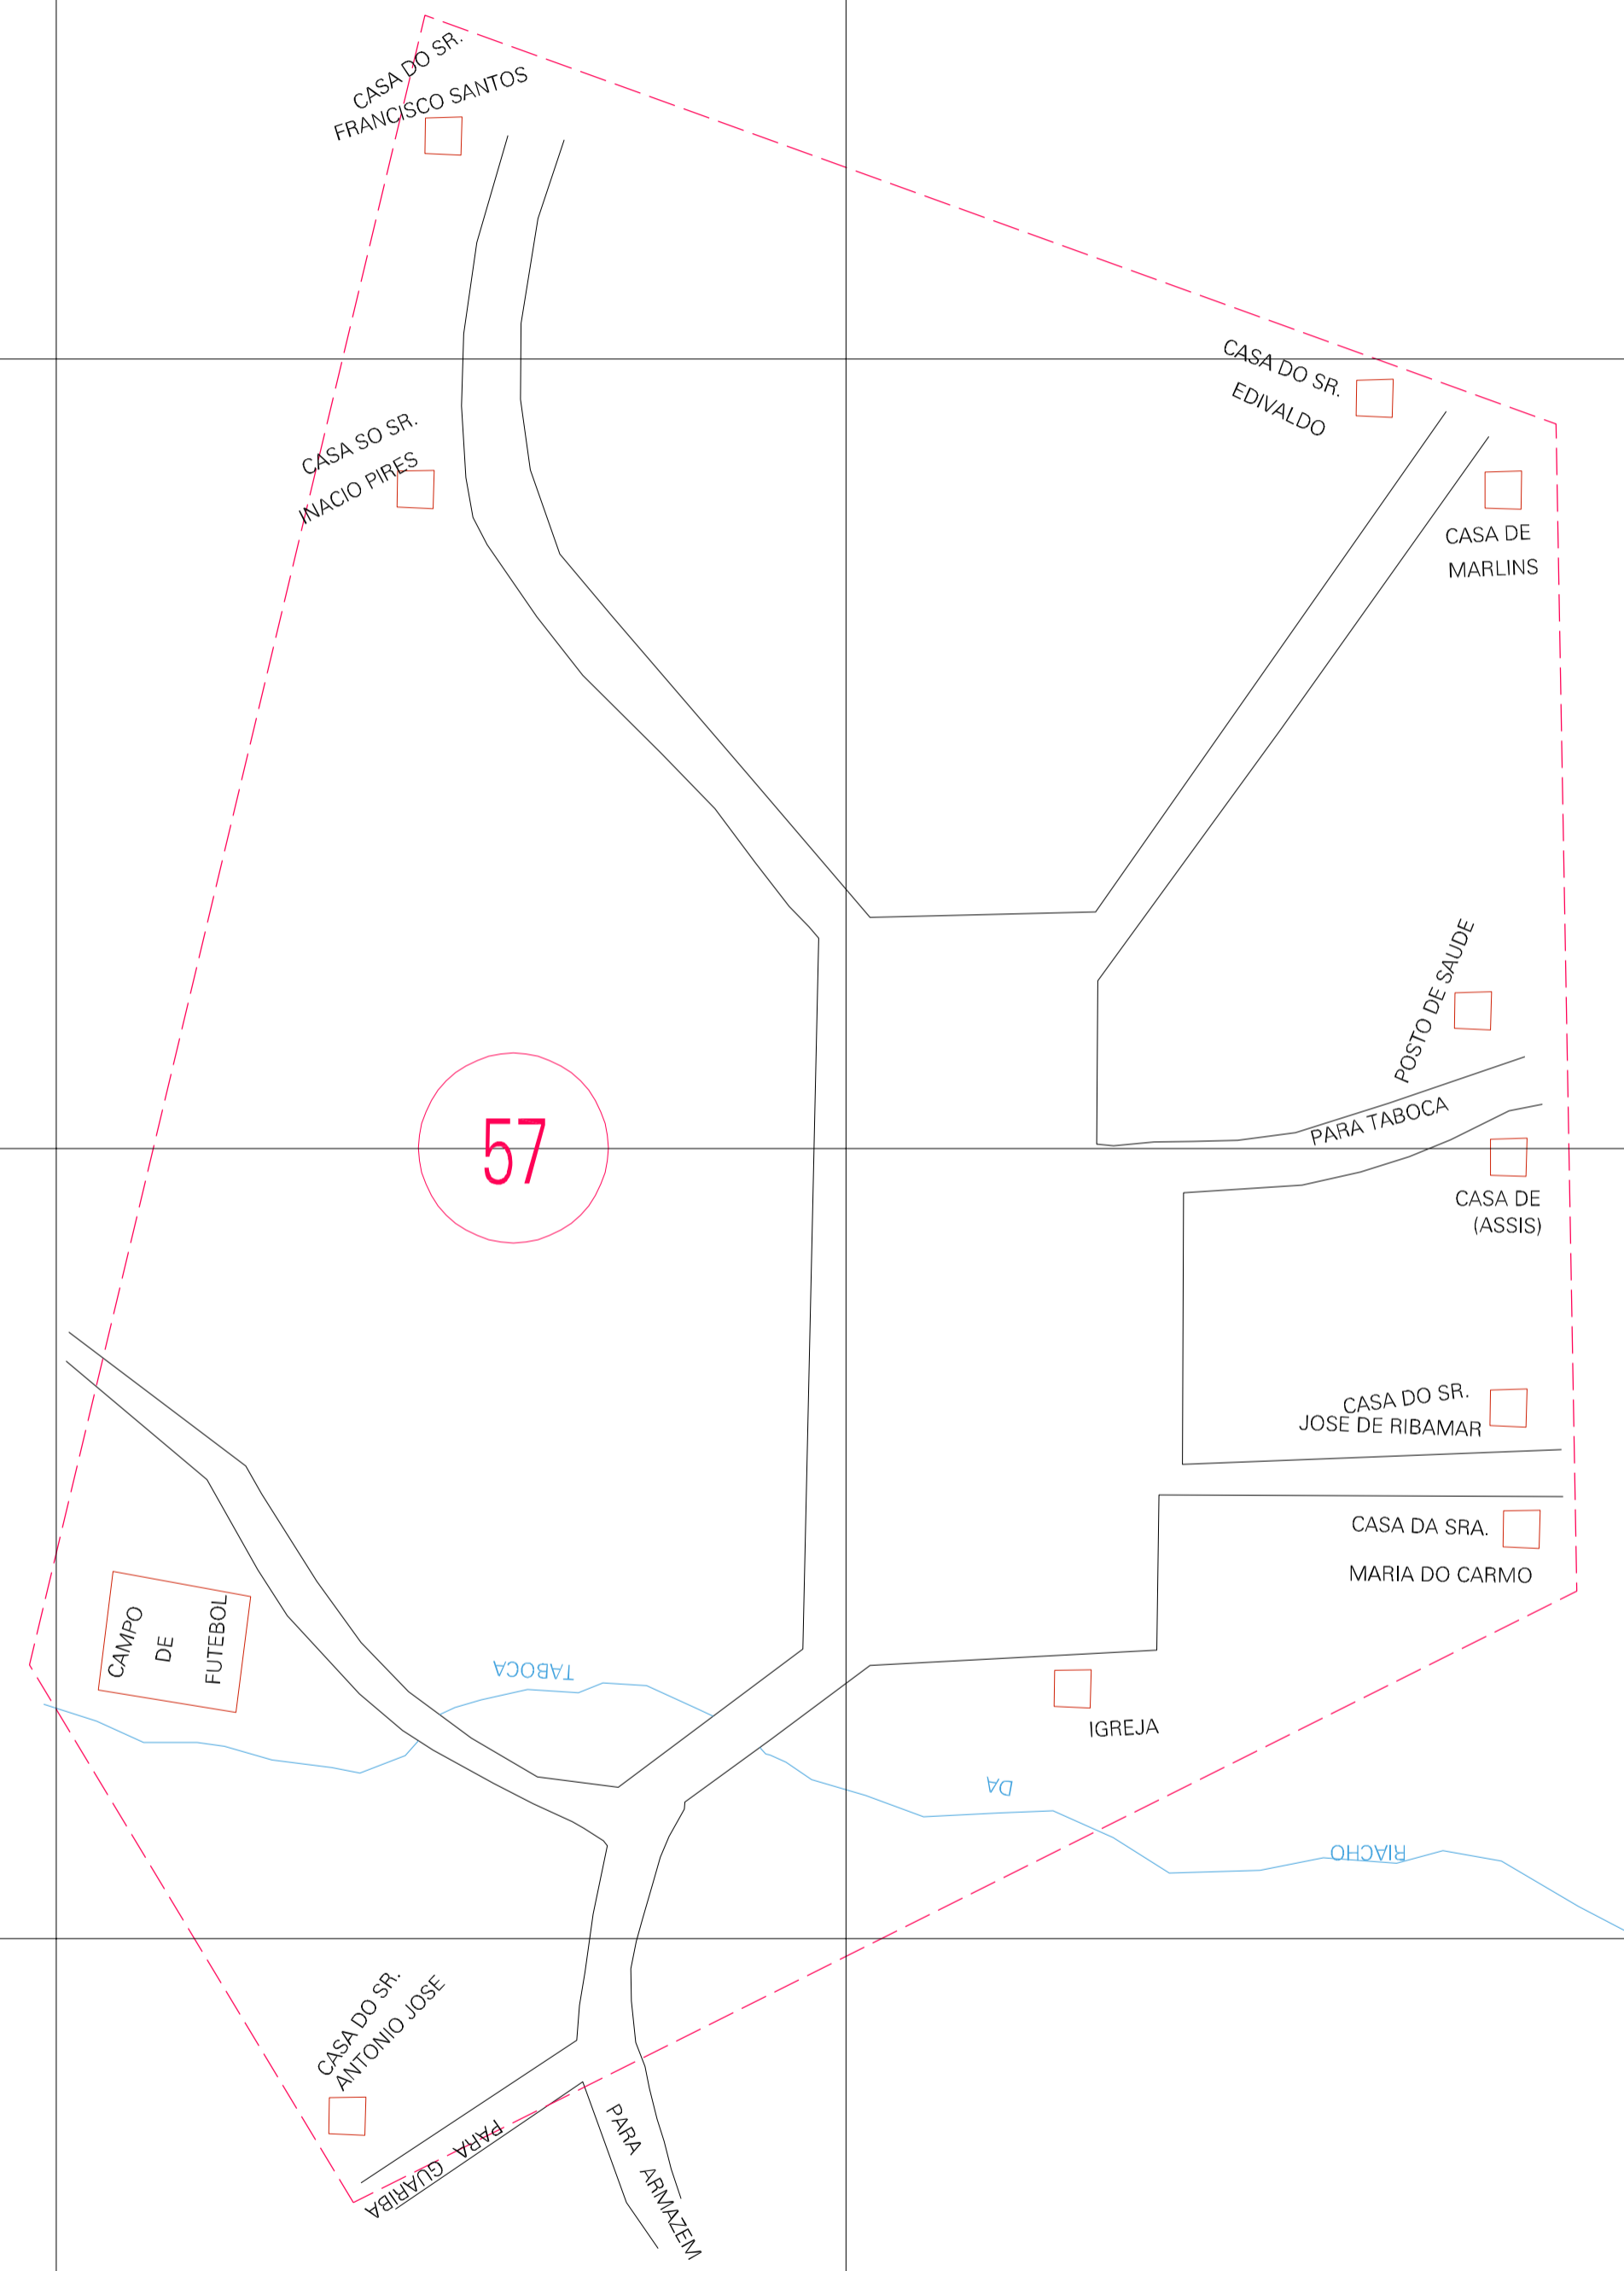 CASA DO SR.
FRANCISCO SANTOS
CASA DO SR.
EDIVALDO
CASA SO SR.
INACIO PIRES
CASA DE
MARLINS
POSTO DE SAUDE
PARA TABOCA
57
CASA DE
(ASSIS)
CASA DO SR.
JOSE DE RIBAMAR
CASA DA SRA.
MARIA DO CARMO
CAMPO
DE
FUTEBOL
IGREJA
RIACHO
DA
TABOCA
CASA DO SR.
ANTONIO JOSE
PARA GUARIBA
PARA ARMAZEM